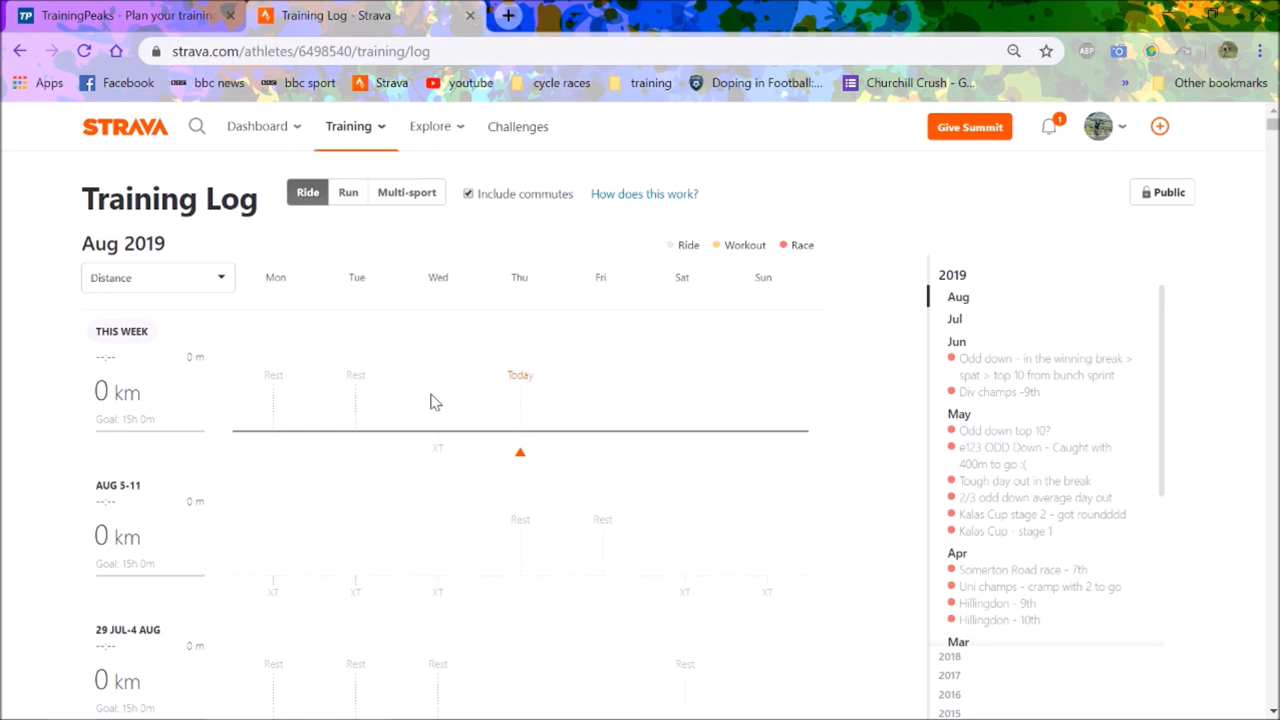 TP TrainingPeaks - Plan your training
Training Log - Strava
strava.com/athletes/6498540/training/log
ABP
Apps
Facebook
BBC bbc news
BBC bbc sport
Strava
youtube
cycle races
training
Doping in Football:...
Churchill Crush - G...
»
Other bookmarks
STRAVA
Dashboard
Training
Explore
Challenges
Give Summit
1
Training Log
Ride
Run
Multi-sport
Include commutes
How does this work?
Public
Aug 2019
Ride
Workout
Race
Distance
Mon
Tue
Wed
Thu
Fri
Sat
Sun
THIS WEEK
--:-- 0 m
0 km
Goal: 15h 0m
Rest
Rest
Today
XT
AUG 5-11
--:-- 0 m
0 km
Goal: 15h 0m
Rest
Rest
XT
XT
XT
XT
XT
29 JUL-4 AUG
--:-- 0 m
0 km
Goal: 15h 0m
Rest
Rest
Rest
Rest
2019
Aug
Jul
Jun
Odd down - in the winning break >
spat > top 10 from bunch sprint
Div champs -9th
May
Odd down top 10?
e123 ODD Down - Caught with
400m to go :(
Tough day out in the break
2/3 odd down average day out
Kalas Cup stage 2 - got roundddd
Kalas Cup - stage 1
Apr
Somerton Road race - 7th
Uni champs - cramp with 2 to go
Hillingdon - 9th
Hillingdon - 10th
Mar
2018
2017
2016
2015